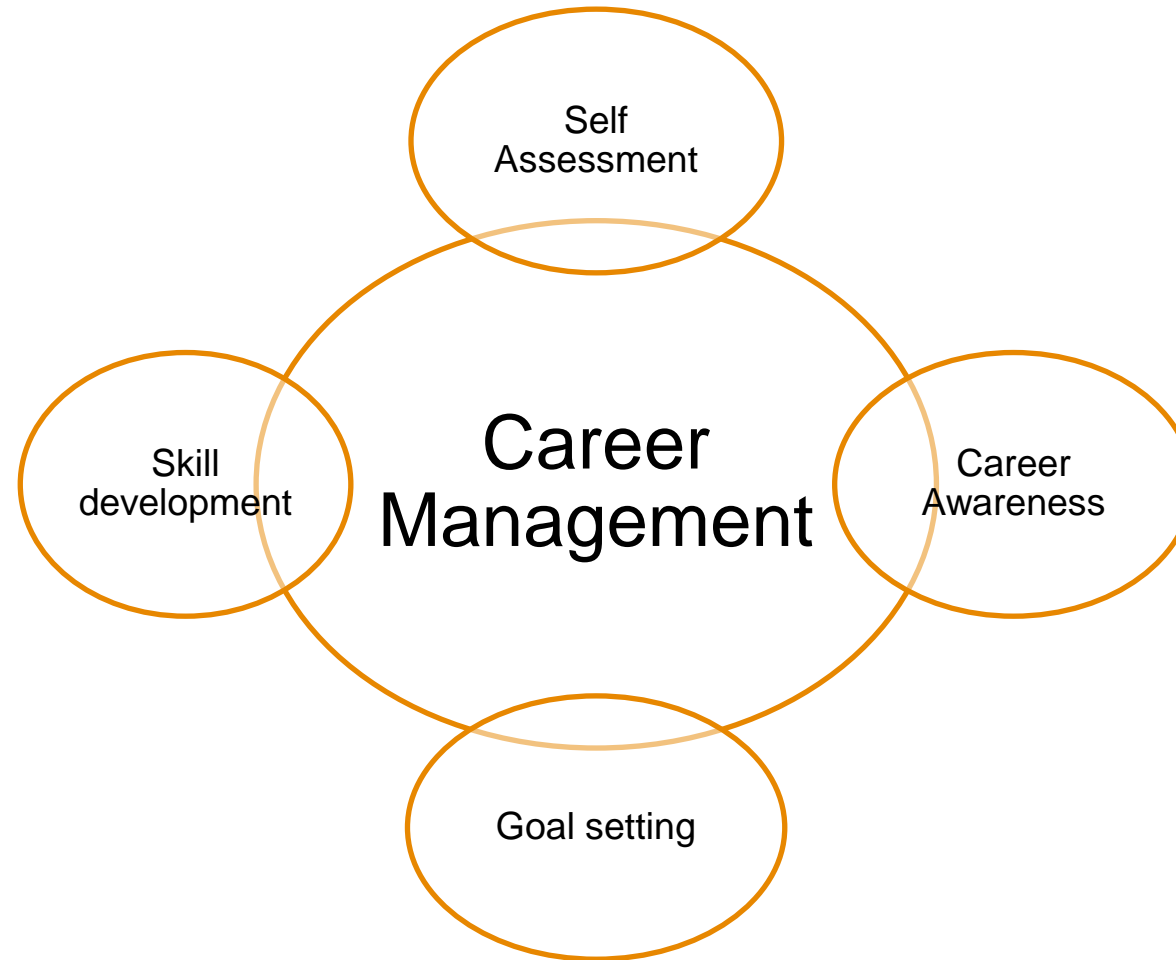 Self
Assessment
Skill
development
Career
Management
Career
Awareness
Goal setting